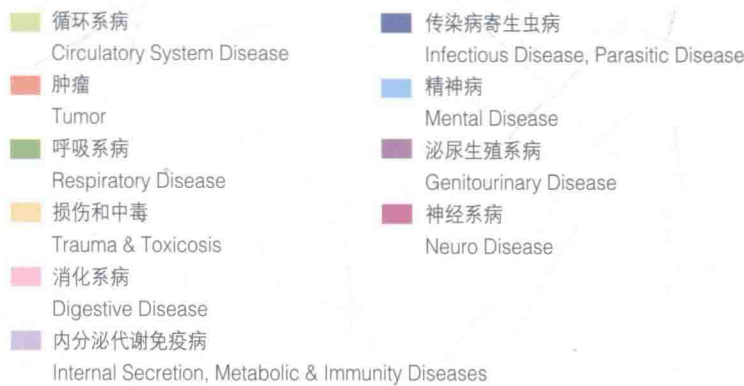 循环系病
Circulatory System Disease
肿瘤
Tumor
呼吸系病
Respiratory Disease
损伤和中毒
Trauma & Toxicosis
消化系病
Digestive Disease
内分泌代谢免疫病
Internal Secretion, Metabolic & Immunity Diseases
传染病寄生虫病
Infectious Disease, Parasitic Disease
精神病
Mental Disease
泌尿生殖系病
Genitourinary Disease
神经系病
Neuro Disease